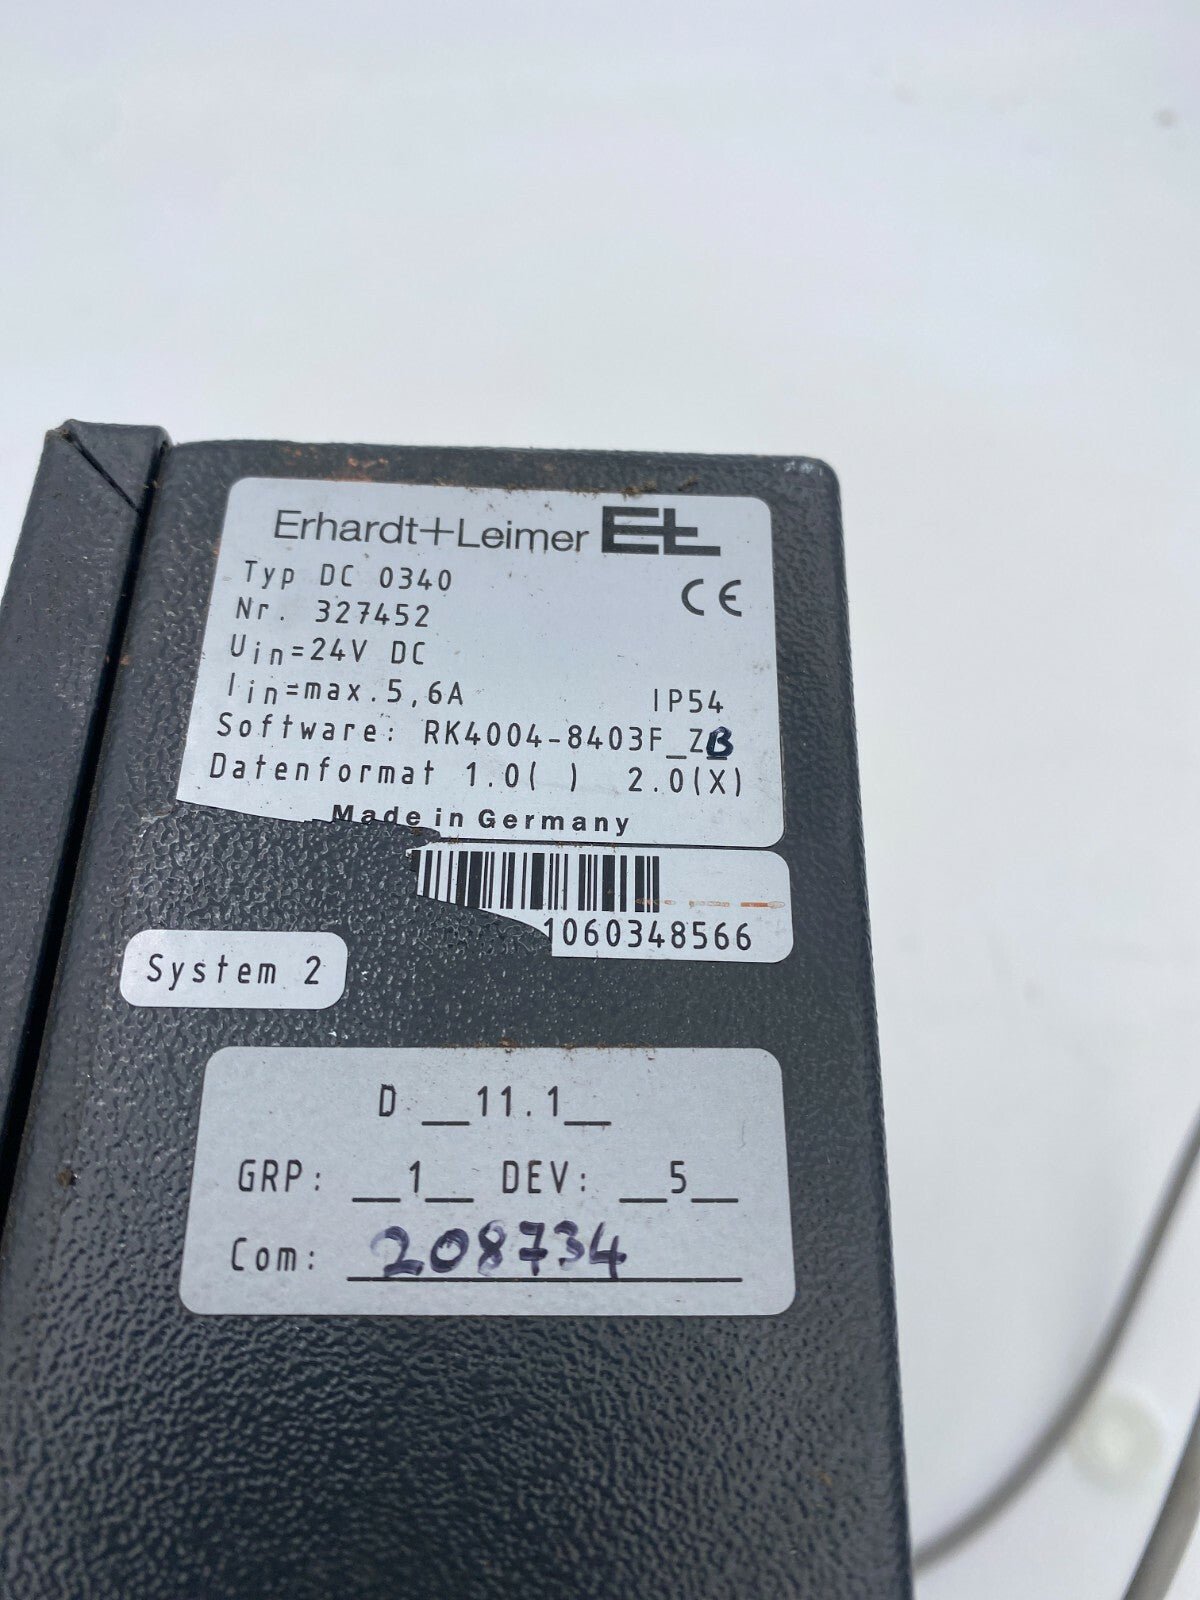 Erhardt+Leimer E+L
Typ DC 0340
CE
Nr. 327452
Uin=24V DC
Iin=max.5,6A IP54
Software: RK4004-8403F_ZB
Datenformat 1.0( ) 2.0(X)
Made in Germany
1060348566
System 2
D __11.1__
GRP: __1__ DEV: __5__
Com: 208734